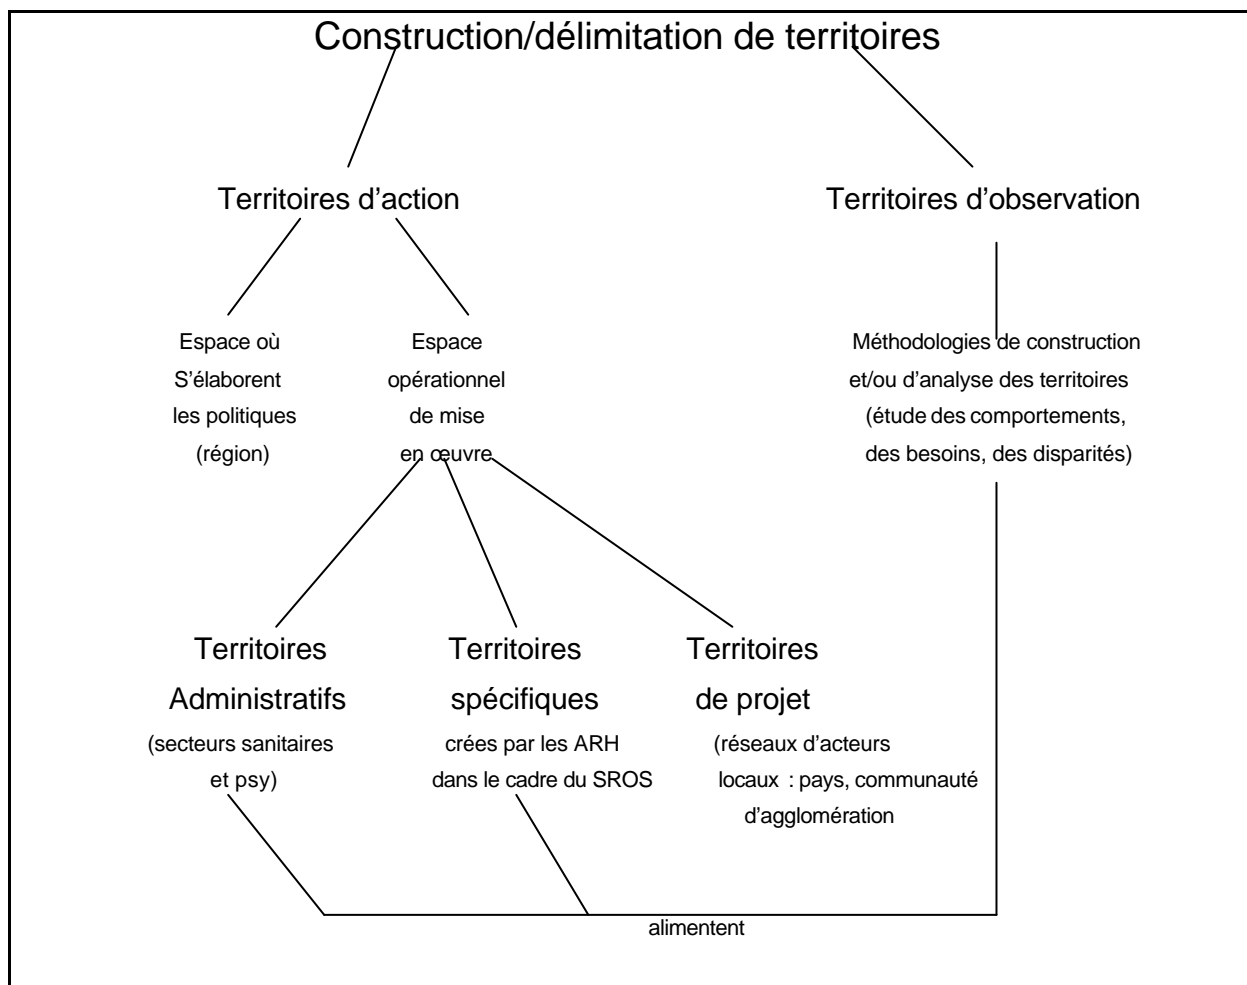 Construction/délimitation de territoires
Territoires d’action
Territoires d’observation
Espace où
S’élaborent
les politiques
(région)
Espace
opérationnel
de mise
en œuvre
Méthodologies de construction
et/ou d’analyse des territoires
(étude des comportements,
des besoins, des disparités)
Territoires
Administratifs
(secteurs sanitaires
et psy)
Territoires
spécifiques
crées par les ARH
dans le cadre du SROS
Territoires
de projet
(réseaux d’acteurs
locaux : pays, communauté
d’agglomération
alimentent